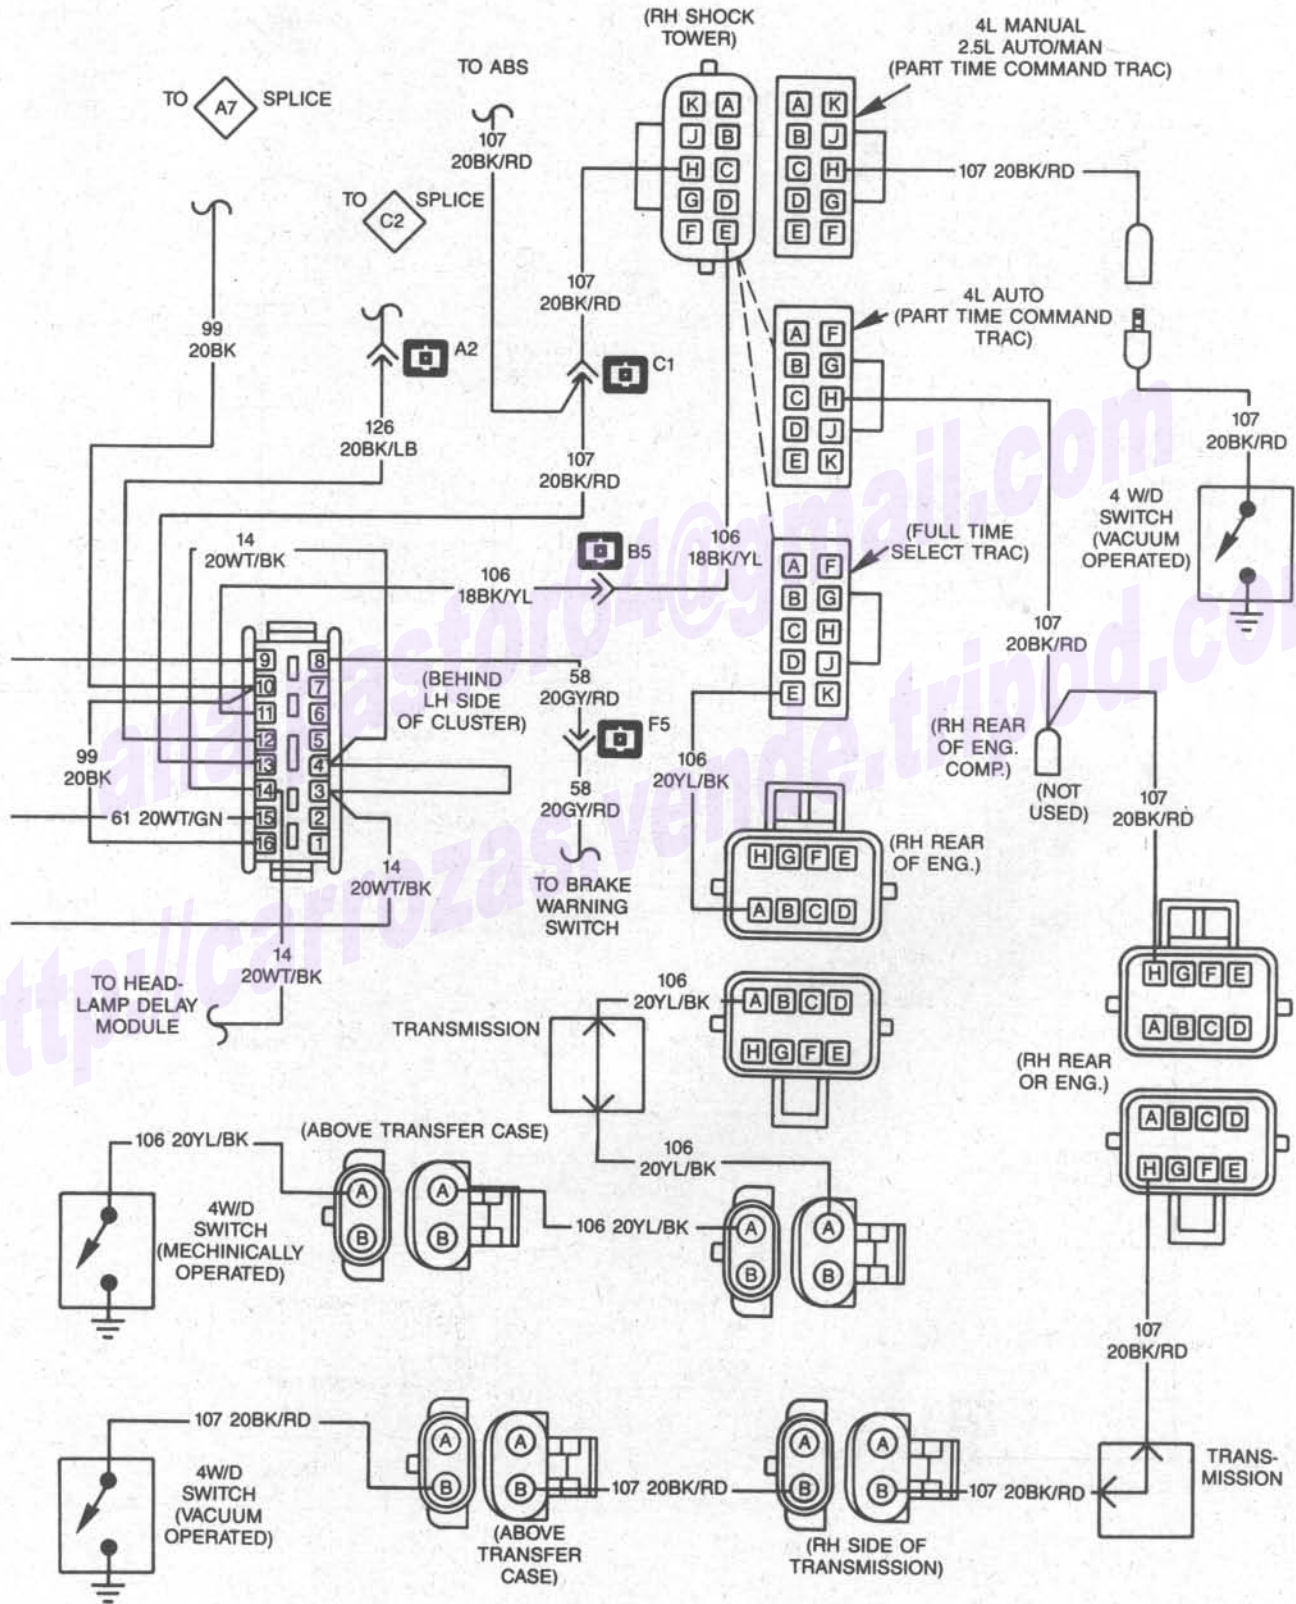 (RH SHOCK
TOWER)
4L MANUAL
2.5L AUTO/MAN
(PART TIME COMMAND TRAC)
TO ABS
TO A7 SPLICE
107
20BK/RD
K A
J B
H C
G D
F E
A K
B J
C H
D G
E F
107 20BK/RD
TO C2 SPLICE
107
20BK/RD
4L AUTO
(PART TIME COMMAND
TRAC)
99
20BK
A2
C1
A F
B G
C H
D J
E K
126
20BK/LB
107
20BK/RD
107
20BK/RD
4 W/D
SWITCH
(VACUUM
OPERATED)
14
20WT/BK
B5
106
18BK/YL
106
18BK/YL
(FULL TIME
SELECT TRAC)
A F
B G
C H
D J
E K
107
20BK/RD
9 8
10 7
11 6
12 5
13 4
14 3
15 2
16 1
(BEHIND
LH SIDE
OF CLUSTER)
58
20GY/RD
F5
58
20GY/RD
TO BRAKE
WARNING
SWITCH
99
20BK
61 20WT/GN
14
20WT/BK
14
20WT/BK
TO HEAD-
LAMP DELAY
MODULE
106
20YL/BK
(RH REAR
OF ENG.
COMP.)
(NOT
USED)
107
20BK/RD
H G F E
A B C D
(RH REAR
OF ENG.)
106
20YL/BK
A B C D
H G F E
TRANSMISSION
H G F E
A B C D
(RH REAR
OR ENG.)
A B C D
H G F E
106 20YL/BK
(ABOVE TRANSFER CASE)
106
20YL/BK
4W/D
SWITCH
(MECHINICALLY
OPERATED)
A
B
A
B
106 20YL/BK
A
B
A
B
107
20BK/RD
107 20BK/RD
4W/D
SWITCH
(VACUUM
OPERATED)
A
B
A
B
(ABOVE
TRANSFER
CASE)
107 20BK/RD
A
B
A
B
(RH SIDE OF
TRANSMISSION)
107 20BK/RD
TRANS-
MISSION